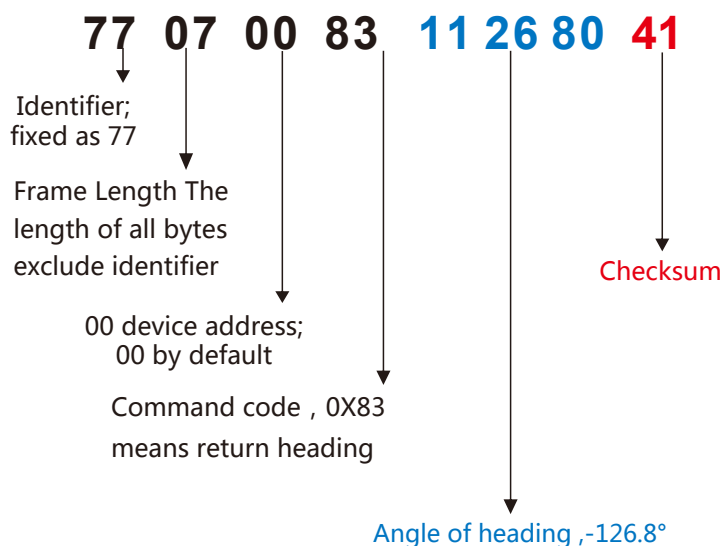 77 07 00 83 11 26 80 41
Identifier;
fixed as 77
Frame Length The
length of all bytes
exclude identifier
Checksum
00 device address;
00 by default
Command code , 0X83
means return heading
Angle of heading ,-126.8°